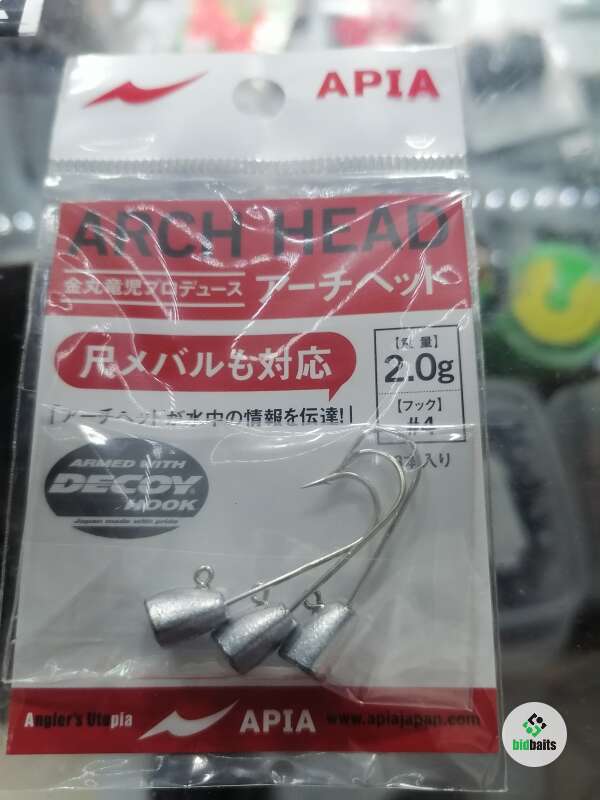 APIA
ARCH HEAD
金丸竜児プロデュース アーチヘッド
尺メバルも対応
【重量】
2.0g
【フック】
#4
入り
「アーチヘッドが水中の情報を伝達!」
ARMED WITH
DECOY
HOOK
Japan made with pride
Angler's Utopia
APIA
www.apiajapan.com
bidbaits